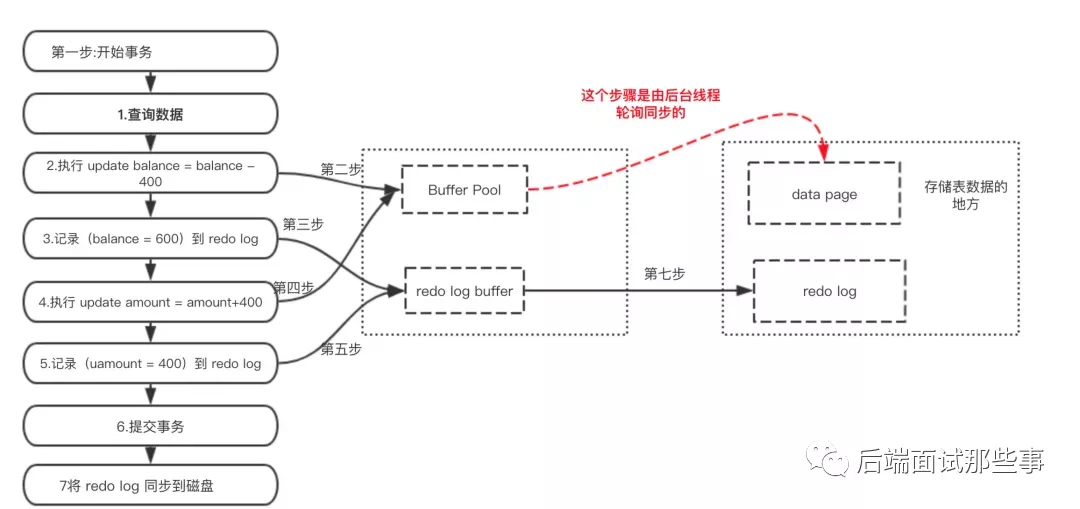 第一步:开始事务
1.查询数据
2.执行 update balance = balance –
400
3.记录（balance = 600）到 redo log
4.执行 update amount = amount+400
5.记录（uamount = 400）到 redo log
6.提交事务
7将 redo log 同步到磁盘
第二步
第三步
第四步
第五步
Buffer Pool
redo log buffer
这个步骤是由后台线程
轮询同步的
第七步
data page
redo log
存储表数据的
地方
后端面试那些事